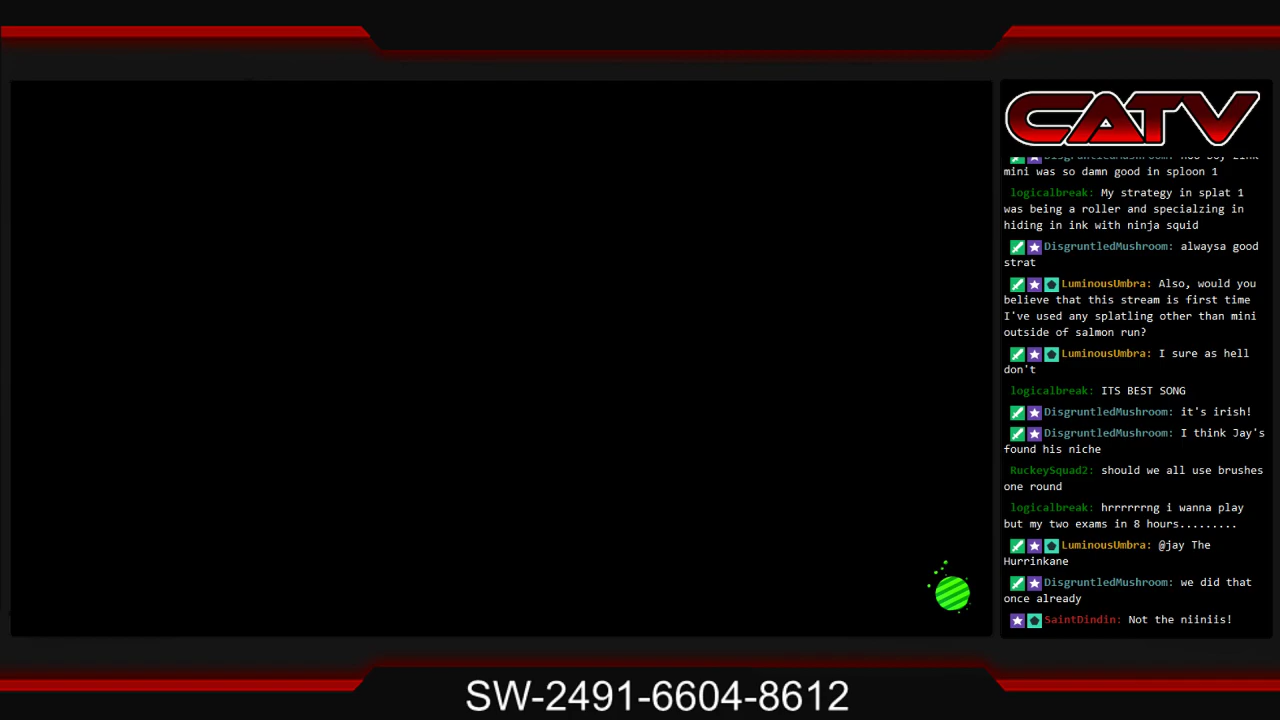 CATV
mini was so damn good in sploon 1
logicalbreak: My strategy in splat 1
was being a roller and specialzing in
hiding in ink with ninja squid
DisgruntledMushroom: alwaysa good
strat
LuminousUmbra: Also, would you
believe that this stream is first time
I've used any splatling other than mini
outside of salmon run?
LuminousUmbra: I sure as hell
don't
logicalbreak: ITS BEST SONG
DisgruntledMushroom: it's irish!
DisgruntledMushroom: I think Jay's
found his niche
RuckeySquad2: should we all use brushes
one round
logicalbreak: hrrrrrrng i wanna play
but my two exams in 8 hours.........
LuminousUmbra: @jay The
Hurrinkane
DisgruntledMushroom: we did that
once already
SaintDindin: Not the niiniis!
SW-2491-6604-8612